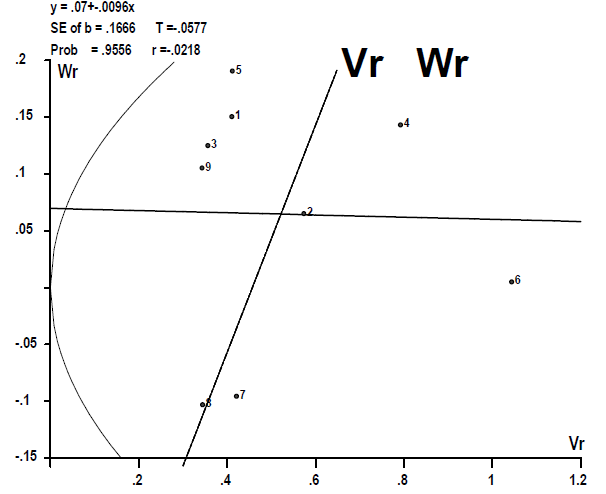 y = .07+-.0096x
SE of b = .1666 T =-.0577
Prob = .9556 r =-.0218
.2
Wr
Vr Wr
5
.15
1
4
3
.1
9
.05
2
6
-.05
-.1
8
7
-.15
Vr
.2 .4 .6 .8 1 1.2